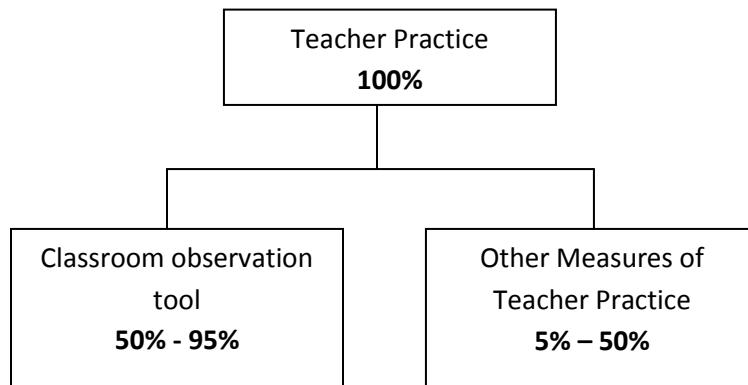 Teacher Practice
100%
Classroom observation
tool
50% - 95%
Other Measures of
Teacher Practice
5% – 50%